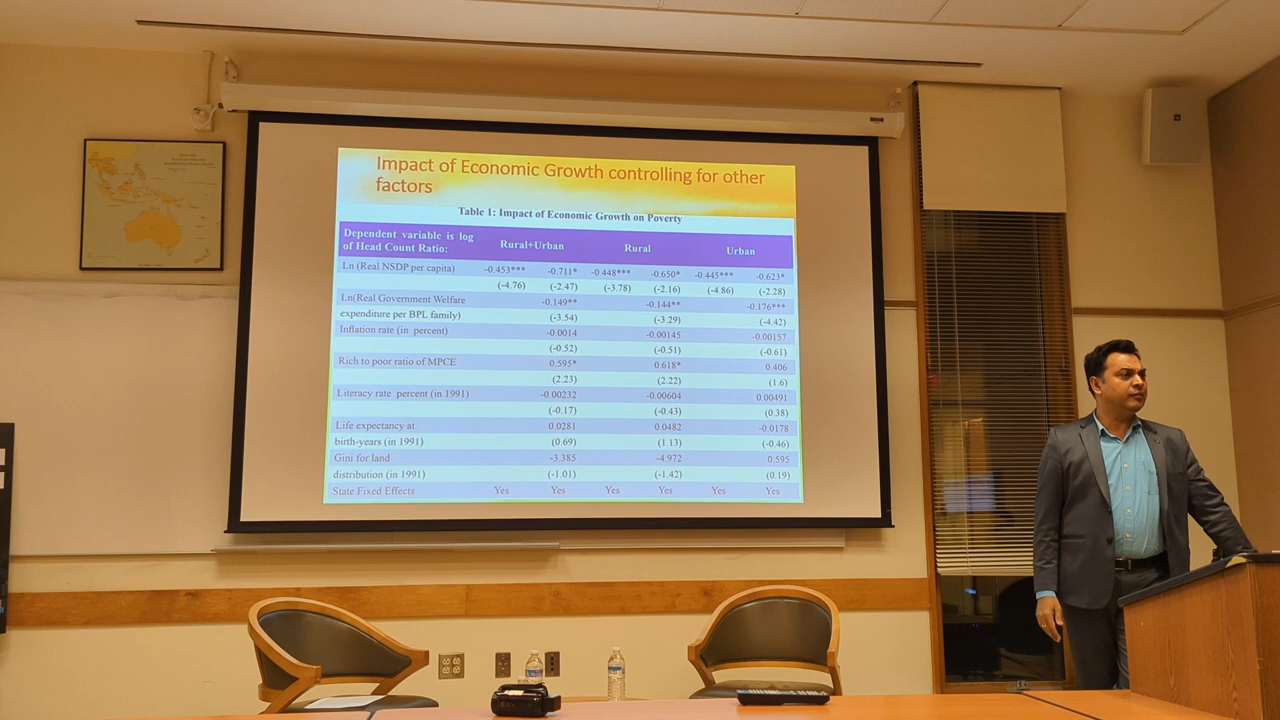 Impact of Economic Growth controlling for other
factors
Table 1: Impact of Economic Growth on Poverty
Dependent variable is log
of Head Count Ratio: Rural+Urban Rural Urban
Ln (Real NSDP per capita) -0.453*** -0.711* -0.448*** -0.650* -0.445*** -0.623*
(-4.76) (-2.47) (-3.78) (-2.16) (-4.86) (-2.28)
Ln(Real Government Welfare -0.149** -0.144** -0.176***
expenditure per BPL family) (-3.54) (-3.29) (-4.42)
Inflation rate (in percent) -0.0014 -0.00145 -0.00157
(-0.52) (-0.51) (-0.61)
Rich to poor ratio of MPCE 0.595* 0.618* 0.406
(2.23) (2.22) (1.6)
Literacy rate percent (in 1991) -0.00232 -0.00604 0.00491
(-0.17) (-0.43) (0.38)
Life expectancy at 0.0281 0.0482 -0.0178
birth-years (in 1991) (0.69) (1.13) (-0.46)
Gini for land -3.385 -4.972 0.595
distribution (in 1991) (-1.01) (-1.42) (0.19)
State Fixed Effects Yes Yes Yes Yes Yes Yes